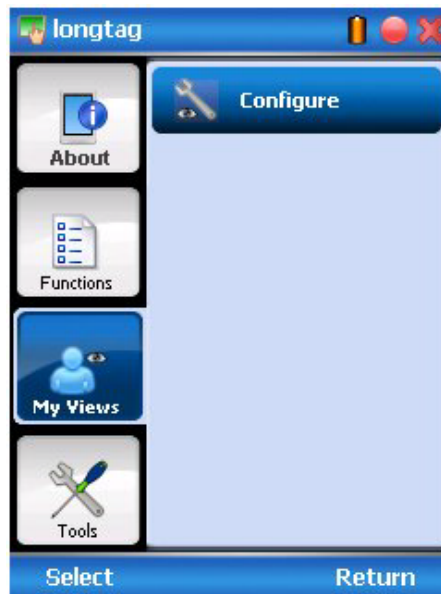 longtag
About
Configure
Functions
My Views
Tools
Select
Return